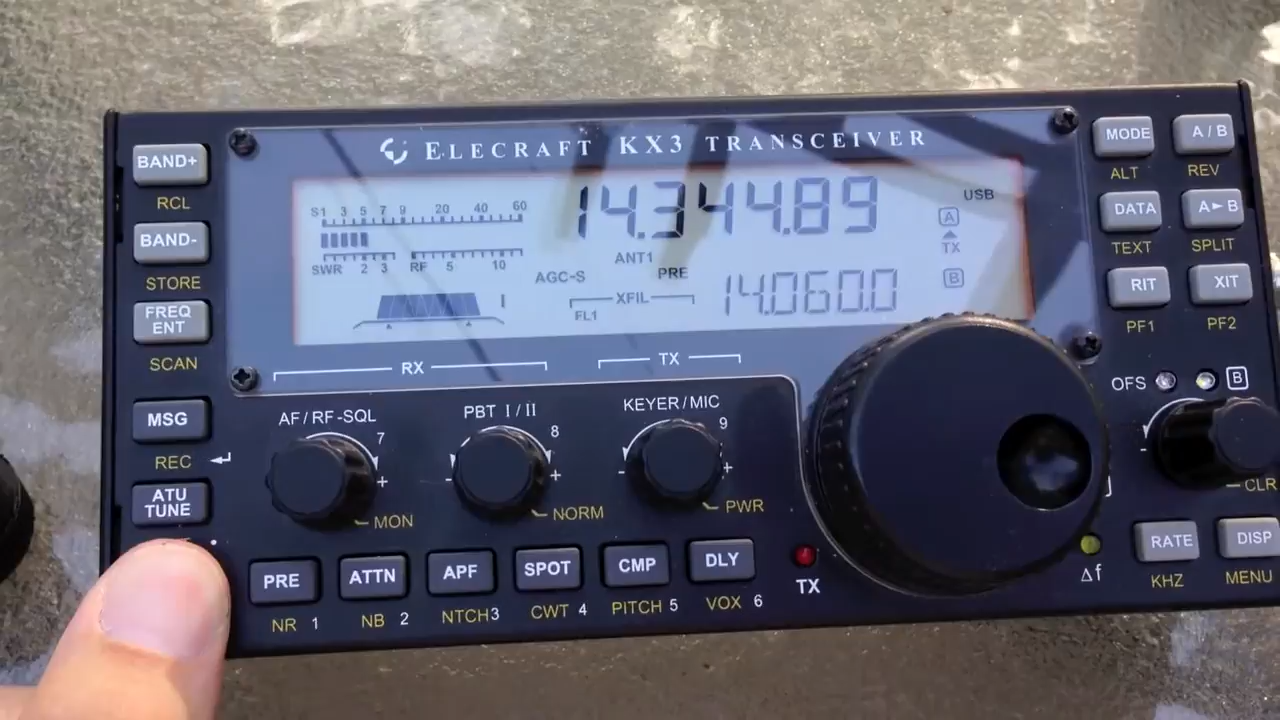 ELECRAFT KX3 TRANSCEIVER
BAND+
RCL
BAND-
STORE
FREQ
ENT
SCAN
MSG
REC
ATU
TUNE
S1 3 5 7 9 20 40 60
SWR 2 3 RF 5 10
14.344.89
USB
A
TX
B
ANT1
PRE
AGC-S
XFIL
FL1
I
14.060.0
RX
TX
AF/RF-SQL
7
+
MON
PBT I/II
8
- +
NORM
KEYER/MIC
9
- +
PWR
PRE
NR 1
ATTN
NB 2
APF
NTCH 3
SPOT
CWT 4
CMP
PITCH 5
DLY
VOX 6
TX
Δf
MODE
ALT
A/B
REV
DATA
TEXT
A►B
SPLIT
RIT
PF1
XIT
PF2
OFS
B
-
CLR
RATE
KHZ
DISP
MENU